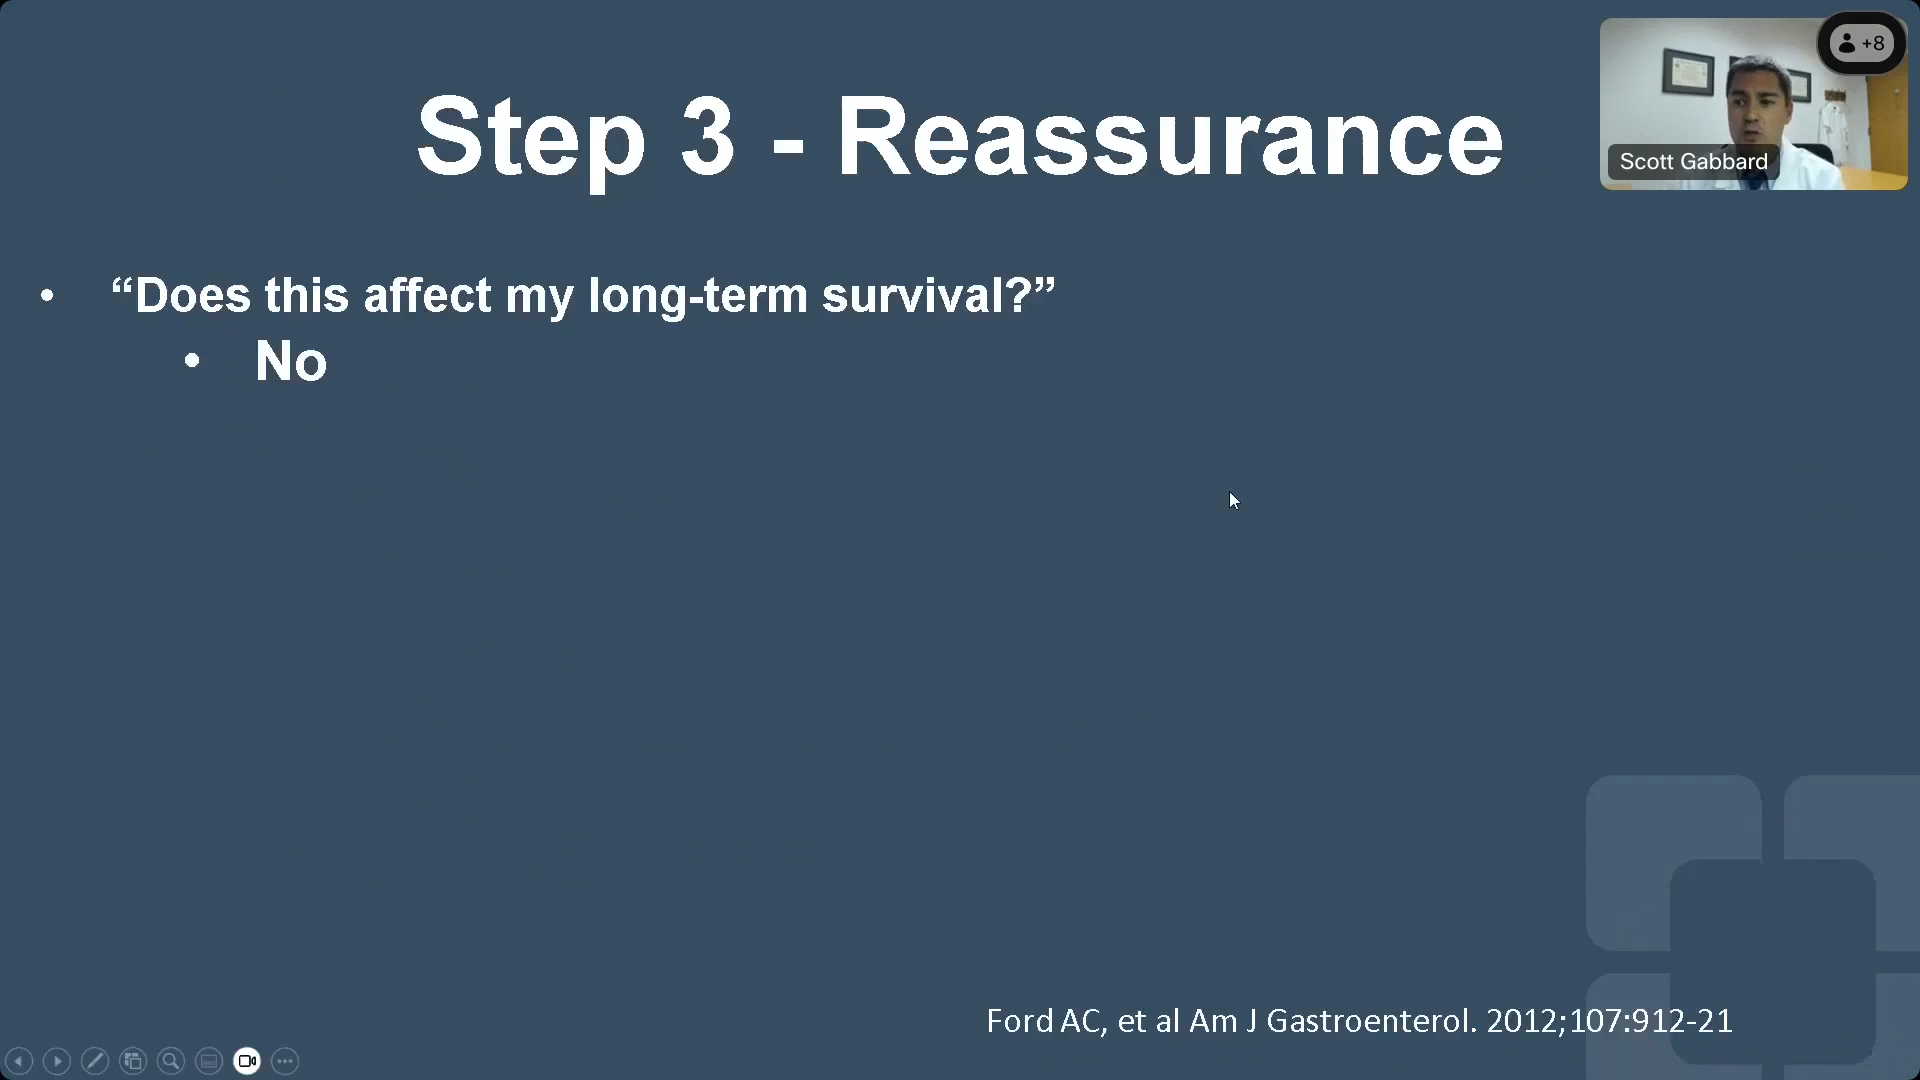 +8
Step 3 - Reassurance
Scott Gabbard
• “Does this affect my long-term survival?”
• No
Ford AC, et al Am J Gastroenterol. 2012;107:912-21